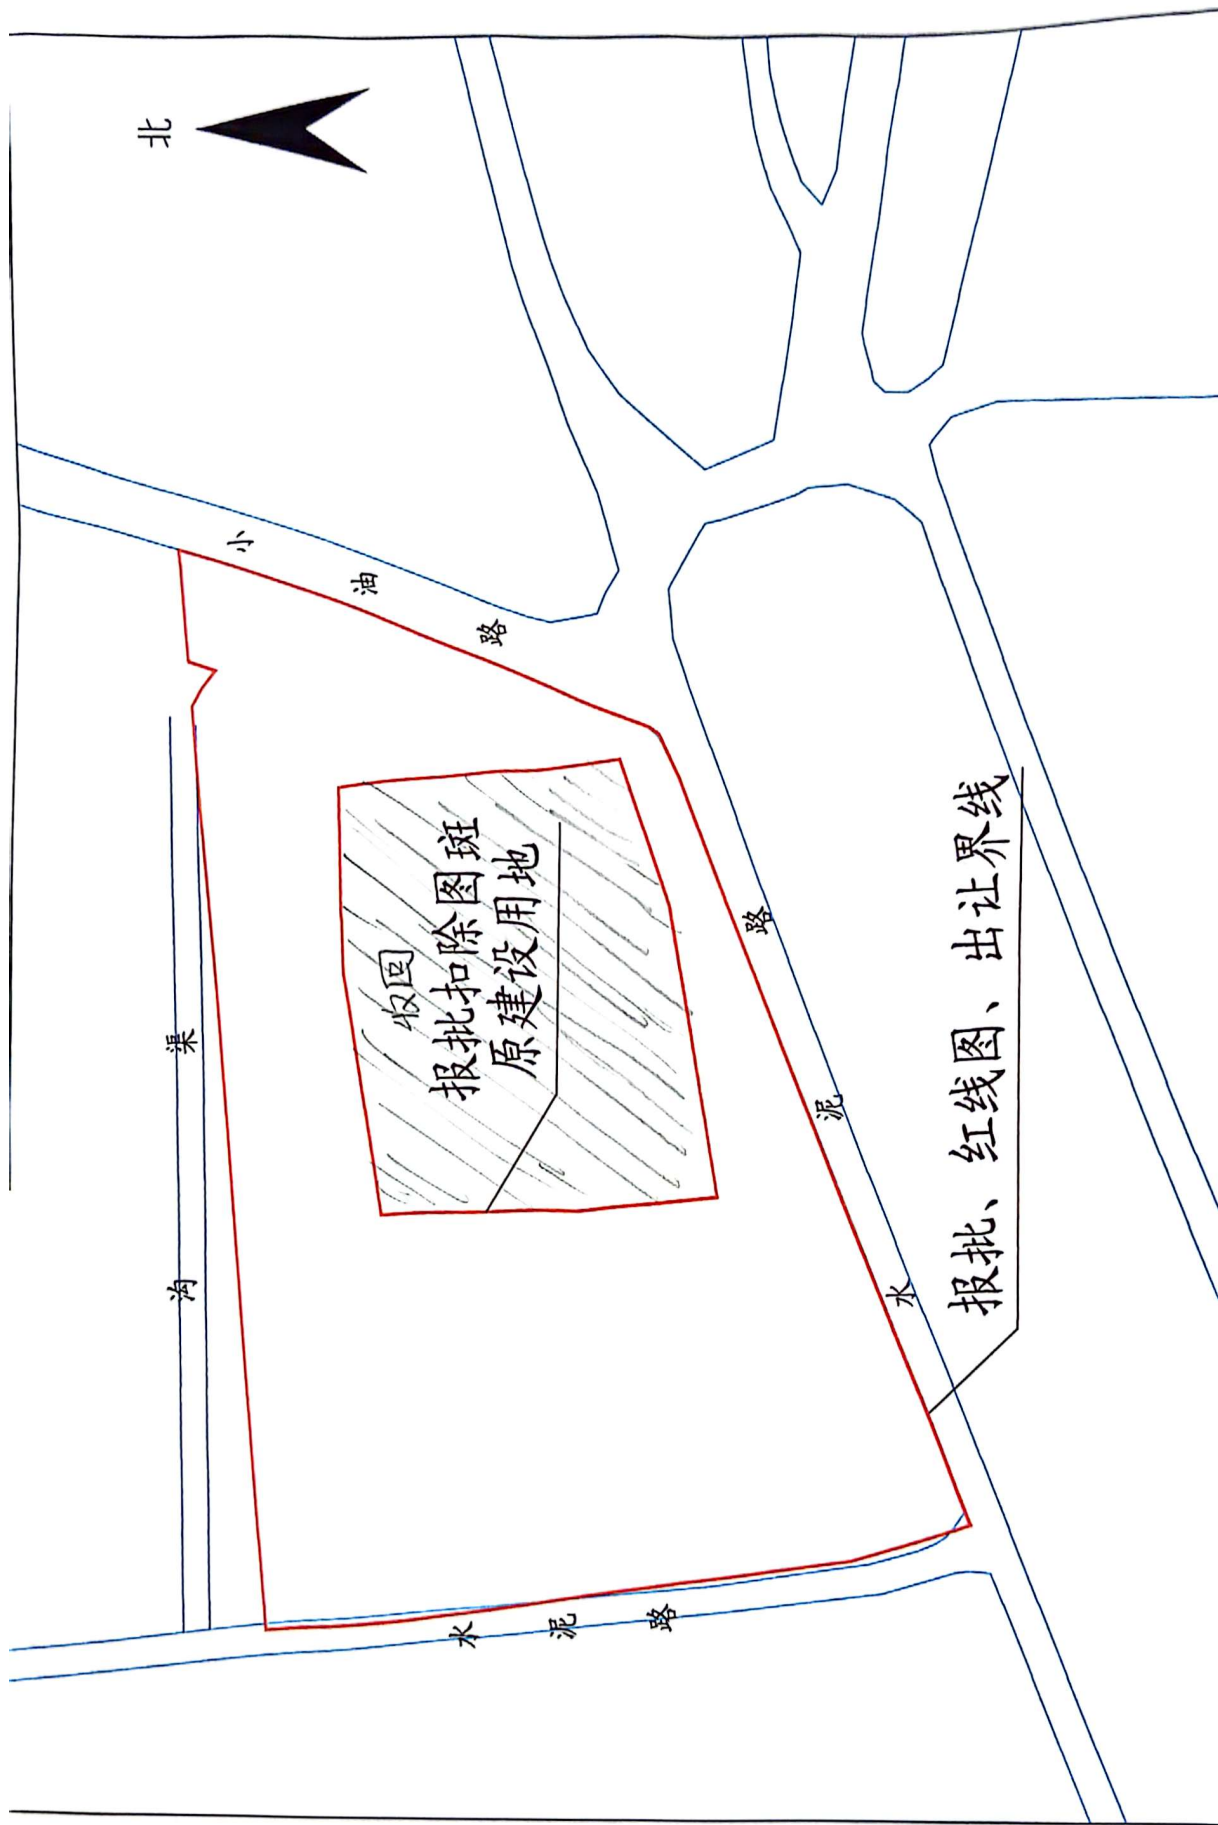 北
小油路
沟渠
收回
报批扣除图斑
原建设用地
水泥路
水泥路
报批、红线图、出让界线